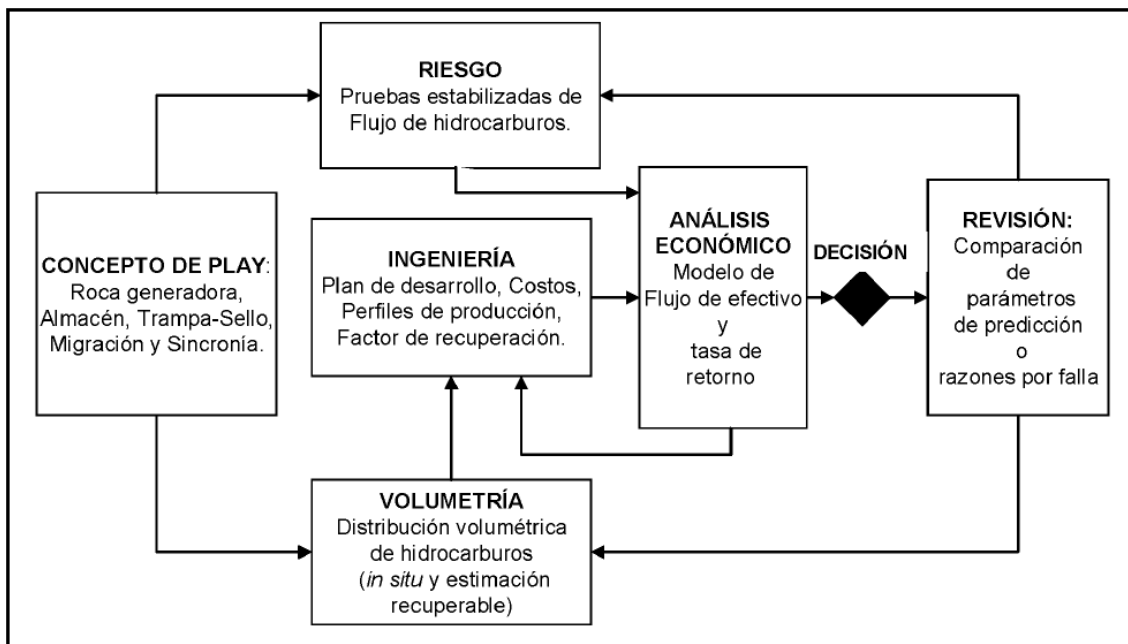 RIESGO
Pruebas estabilizadas de
Flujo de hidrocarburos.
CONCEPTO DE PLAY:
Roca generadora,
Almacén, Trampa-Sello,
Migración y Sincronía.
INGENIERÍA
Plan de desarrollo, Costos,
Perfiles de producción,
Factor de recuperación.
ANÁLISIS
ECONÓMICO
Modelo de
Flujo de efectivo
y
tasa de
retorno
DECISIÓN
REVISIÓN:
Comparación
de
parámetros
de predicción
o
razones por falla
VOLUMETRÍA
Distribución volumétrica
de hidrocarburos
(in situ y estimación
recuperable)